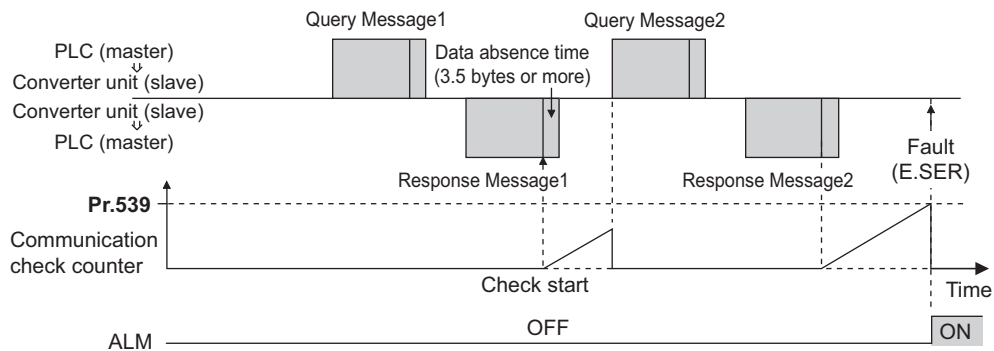 Query Message1
Query Message2
PLC (master)
⇓
Converter unit (slave)
Converter unit (slave)
⇓
PLC (master)
Data absence time
(3.5 bytes or more)
Fault
(E.SER)
Response Message1
Response Message2
Pr.539
Communication
check counter
Check start
Time
ALM
OFF
ON